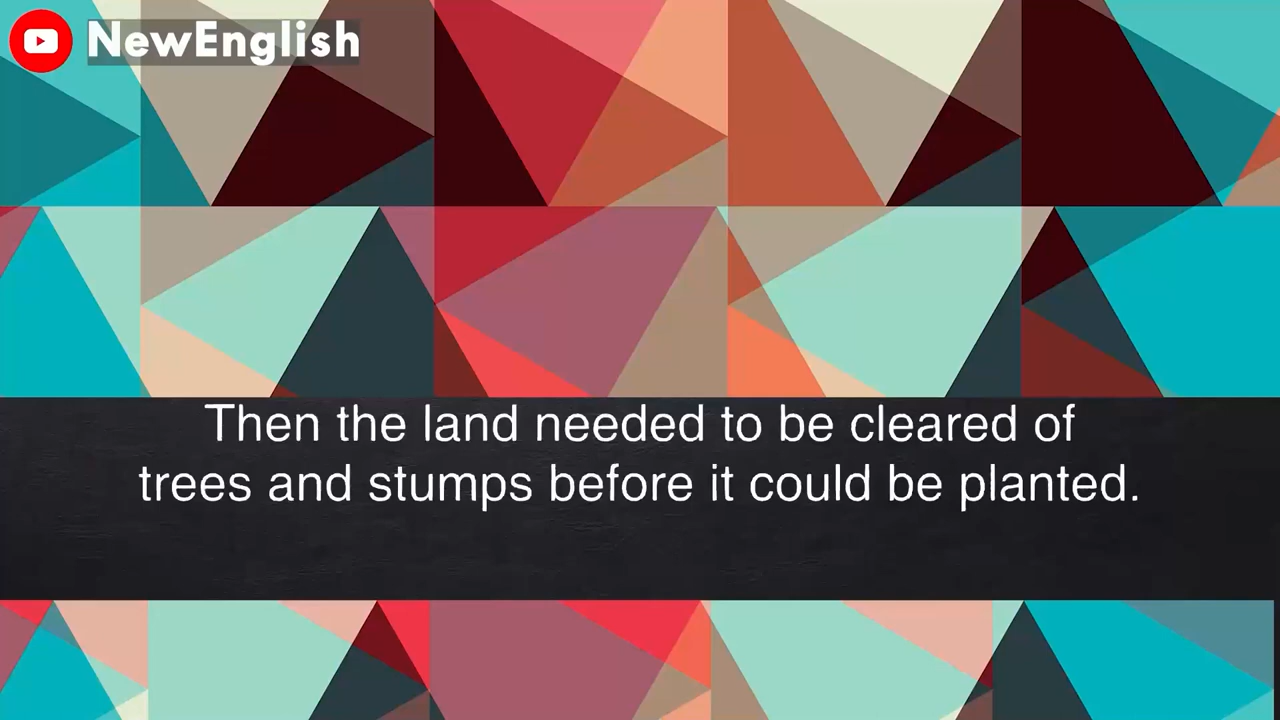 NewEnglish
Then the land needed to be cleared of
trees and stumps before it could be planted.